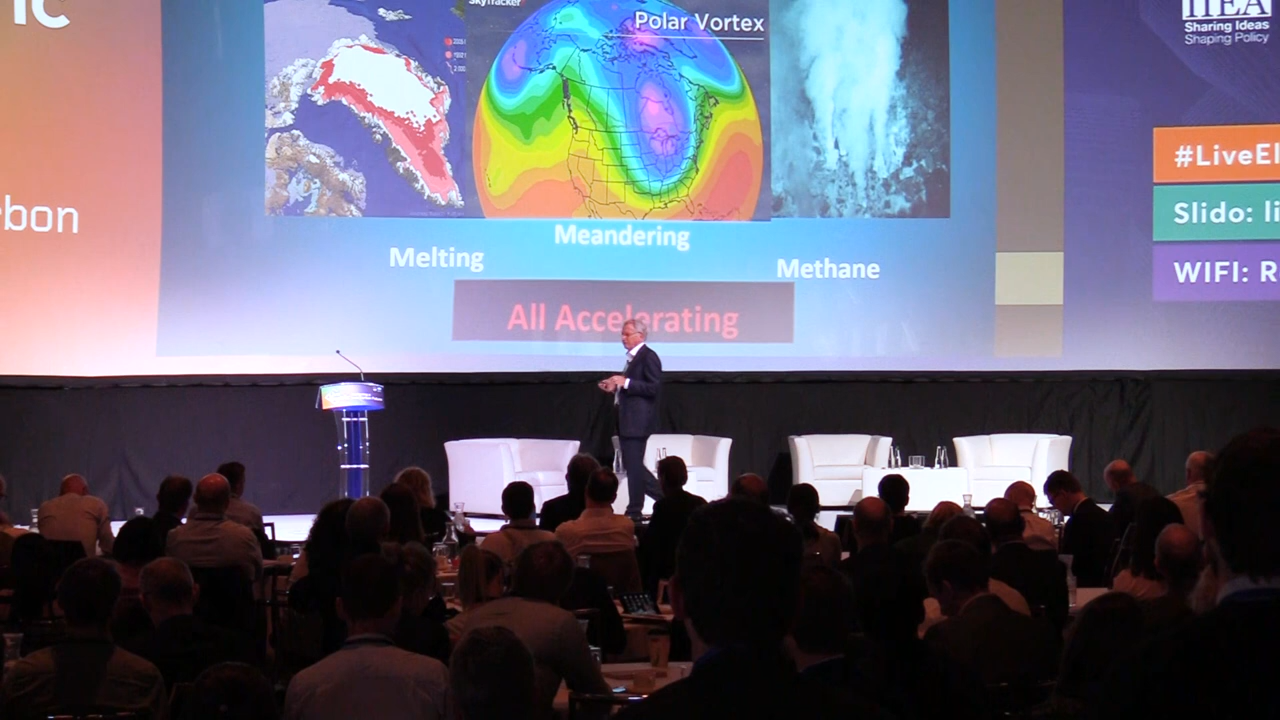 ic
SkyTracker
Polar Vortex
IIEA
Sharing Ideas
Shaping Policy
rbon
#LiveEl
Slido: li
WIFI: R
Meandering
Melting
Methane
All Accelerating